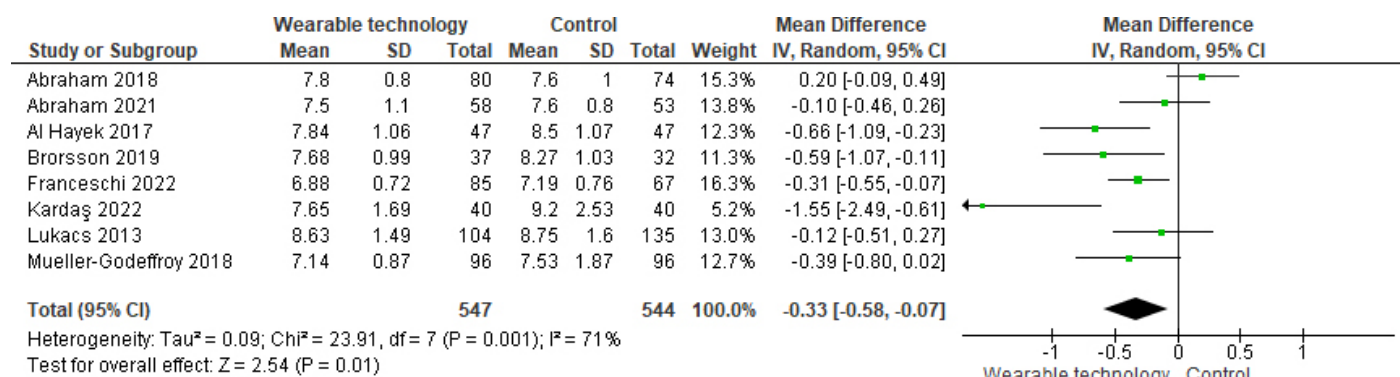 Wearable technology Control Mean Difference Mean Difference
Study or Subgroup Mean SD Total Mean SD Total Weight IV, Random, 95% CI IV, Random, 95% CI
Abraham 2018 7.8 0.8 80 7.6 1 74 15.3% 0.20 [-0.09, 0.49]
Abraham 2021 7.5 1.1 58 7.6 0.8 53 13.8% -0.10 [-0.46, 0.26]
Al Hayek 2017 7.84 1.06 47 8.5 1.07 47 12.3% -0.66 [-1.09, -0.23]
Brorsson 2019 7.68 0.99 37 8.27 1.03 32 11.3% -0.59 [-1.07, -0.11]
Franceschi 2022 6.88 0.72 85 7.19 0.76 67 16.3% -0.31 [-0.55, -0.07]
Kardaş 2022 7.65 1.69 40 9.2 2.53 40 5.2% -1.55 [-2.49, -0.61]
Lukacs 2013 8.63 1.49 104 8.75 1.6 135 13.0% -0.12 [-0.51, 0.27]
Mueller-Godeffroy 2018 7.14 0.87 96 7.53 1.87 96 12.7% -0.39 [-0.80, 0.02]
Total (95% CI) 547 544 100.0% -0.33 [-0.58, -0.07]
Heterogeneity: Tau² = 0.09; Chi² = 23.91, df = 7 (P = 0.001); I² = 71%
Test for overall effect: Z = 2.54 (P = 0.01)
-1 -0.5 0 0.5 1
Wearable technology Control